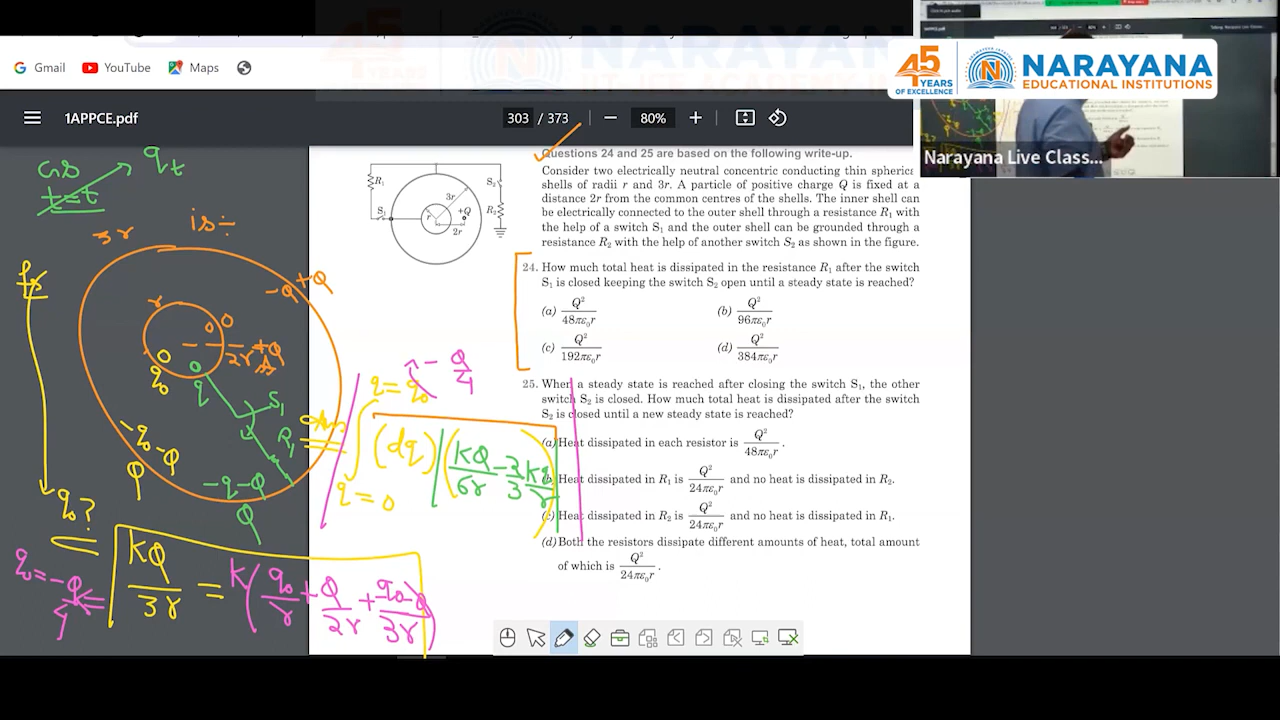 45
YEARS
OF EXCELLENCE
NARAYANA
EDUCATIONAL INSTITUTIONS
Narayana Live Class...
Gmail
YouTube
Maps
1APPCE.pdf
303 / 373
80%
Questions 24 and 25 are based on the following write-up.
Consider two electrically neutral concentric conducting thin spherical
shells of radii r and 3r. A particle of positive charge Q is fixed at a
distance 2r from the common centres of the shells. The inner shell can
be electrically connected to the outer shell through a resistance R₁ with
the help of a switch S₁ and the outer shell can be grounded through a
resistance R₂ with the help of another switch S₂ as shown in the figure.
R₁
S₁
3r
r
+Q
2r
S₂
R₂
24. How much total heat is dissipated in the resistance R₁ after the switch
S₁ is closed keeping the switch S₂ open until a steady state is reached?
(a) Q²/48πε₀r
(b) Q²/96πε₀r
(c) Q²/192πε₀r
(d) Q²/384πε₀r
25. When a steady state is reached after closing the switch S₁, the other
switch S₂ is closed. How much total heat is dissipated after the switch
S₂ is closed until a new steady state is reached?
(a) Heat dissipated in each resistor is Q²/48πε₀r.
(b) Heat dissipated in R₁ is Q²/24πε₀r and no heat is dissipated in R₂.
(c) Heat dissipated in R₂ is Q²/24πε₀r and no heat is dissipated in R₁.
(d) Both the resistors dissipate different amounts of heat, total amount
of which is Q²/24πε₀r.
t=t
qt
is÷
3r
-Q+Q
r
0 0
2r +Q
0
q₀
0
q
S₁
R₁
-q₀-Q
Q
-q-Q
Q
q₀?
q=q₀
-Q/4
∫(dq)(KQ/6r - 2/3 Kq/r)
q=0
KQ/3r = K(q₀/r + Q/2r + -q₀-Q/3r)
q₀=-Q/4